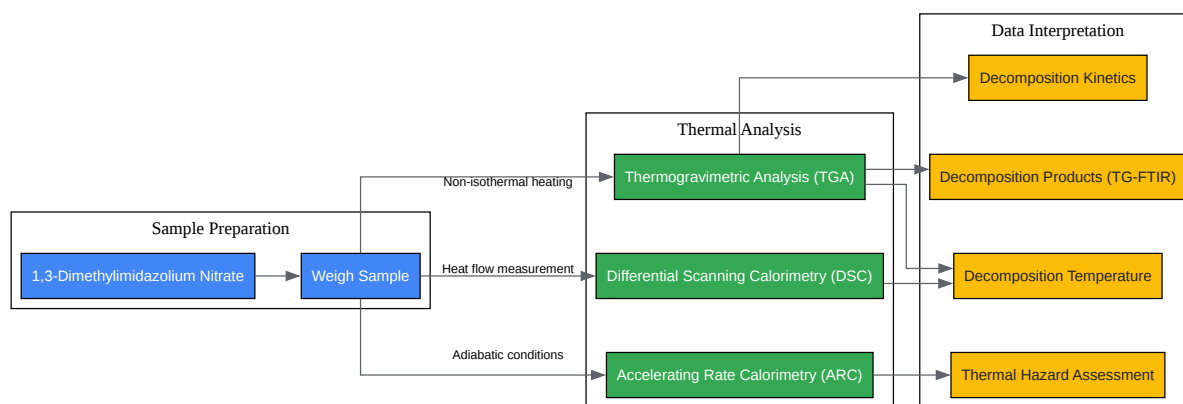 Data Interpretation
Decomposition Kinetics
Thermal Analysis
Thermogravimetric Analysis (TGA)
Decomposition Products (TG-FTIR)
Non-isothermal heating
Sample Preparation
1,3-Dimethylimidazolium Nitrate
Weigh Sample
Heat flow measurement
Differential Scanning Calorimetry (DSC)
Decomposition Temperature
Adiabatic conditions
Accelerating Rate Calorimetry (ARC)
Thermal Hazard Assessment